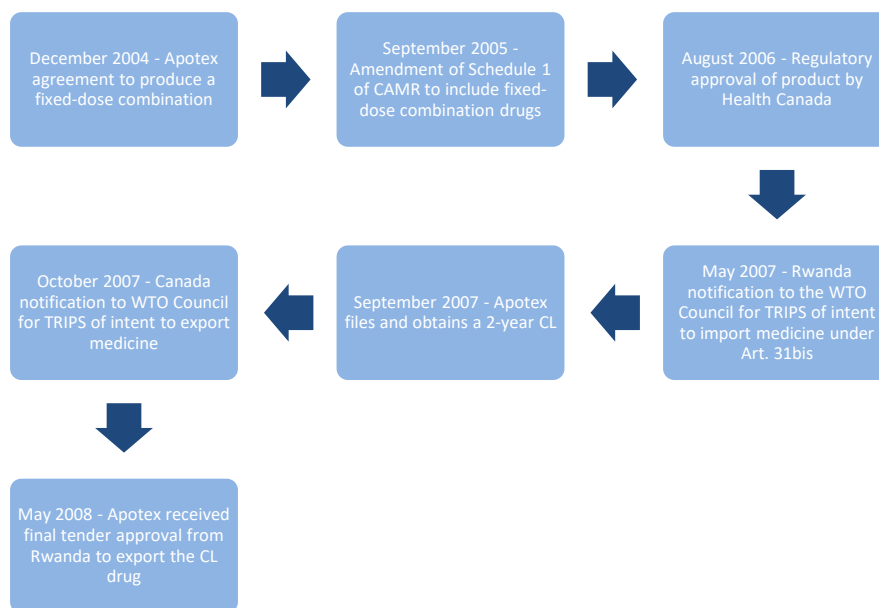 December 2004 - Apotex
agreement to produce a
fixed-dose combination
September 2005 -
Amendment of Schedule 1
of CAMR to include fixed-
dose combination drugs
August 2006 - Regulatory
approval of product by
Health Canada
May 2007 - Rwanda
notification to the WTO
Council for TRIPS of intent
to import medicine under
Art. 31bis
September 2007 - Apotex
files and obtains a 2-year CL
October 2007 - Canada
notification to WTO Council
for TRIPS of intent to export
medicine
May 2008 - Apotex received
final tender approval from
Rwanda to export the CL
drug